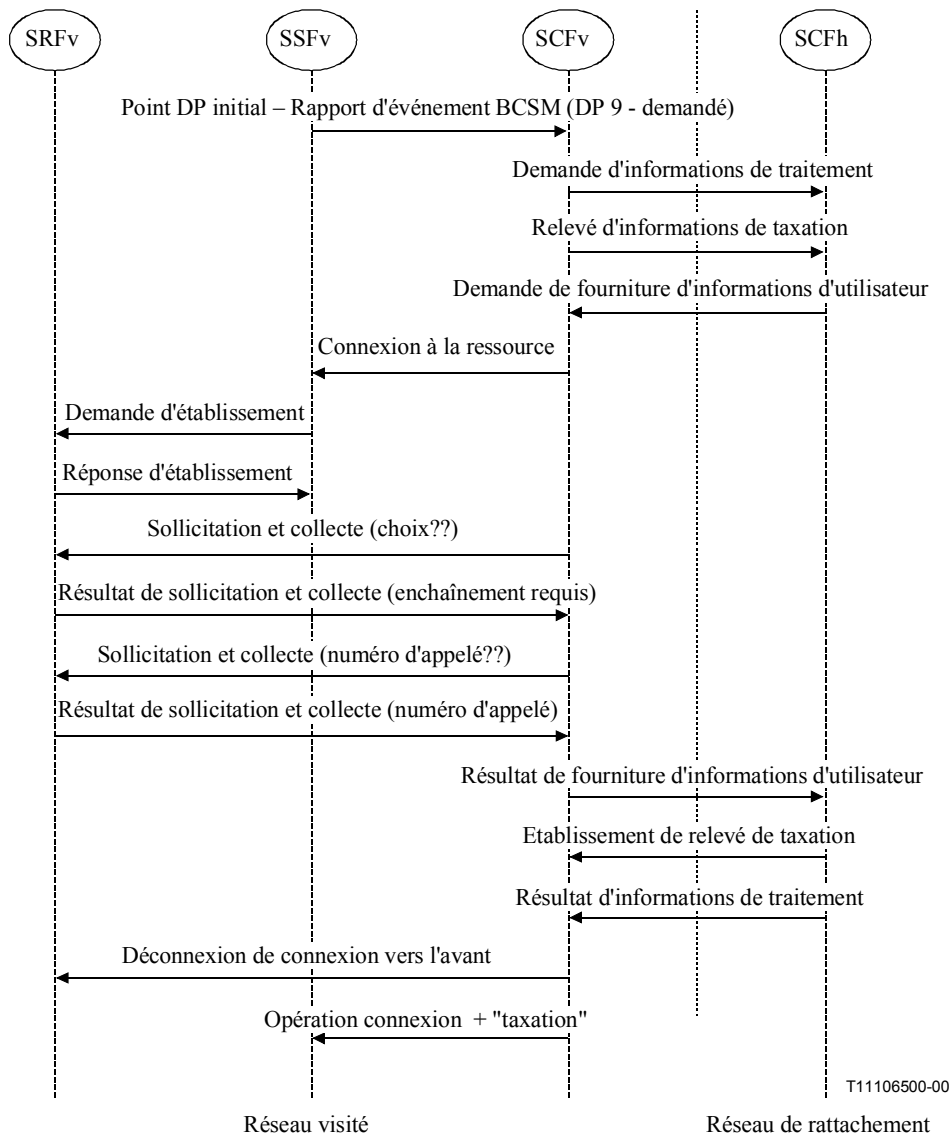 SRFv SSFv SCFv SCFh
Point DP initial – Rapport d'événement BCSM (DP 9 - demandé)
Demande d'informations de traitement
Relevé d'informations de taxation
Demande de fourniture d'informations d'utilisateur
Connexion à la ressource
Demande d'établissement
Réponse d'établissement
Sollicitation et collecte (choix??)
Résultat de sollicitation et collecte (enchaînement requis)
Sollicitation et collecte (numéro d'appelé??)
Résultat de sollicitation et collecte (numéro d'appelé)
Résultat de fourniture d'informations d'utilisateur
Etablissement de relevé de taxation
Résultat d'informations de traitement
Déconnexion de connexion vers l'avant
Opération connexion + "taxation"
T11106500-00
Réseau visité Réseau de rattachement